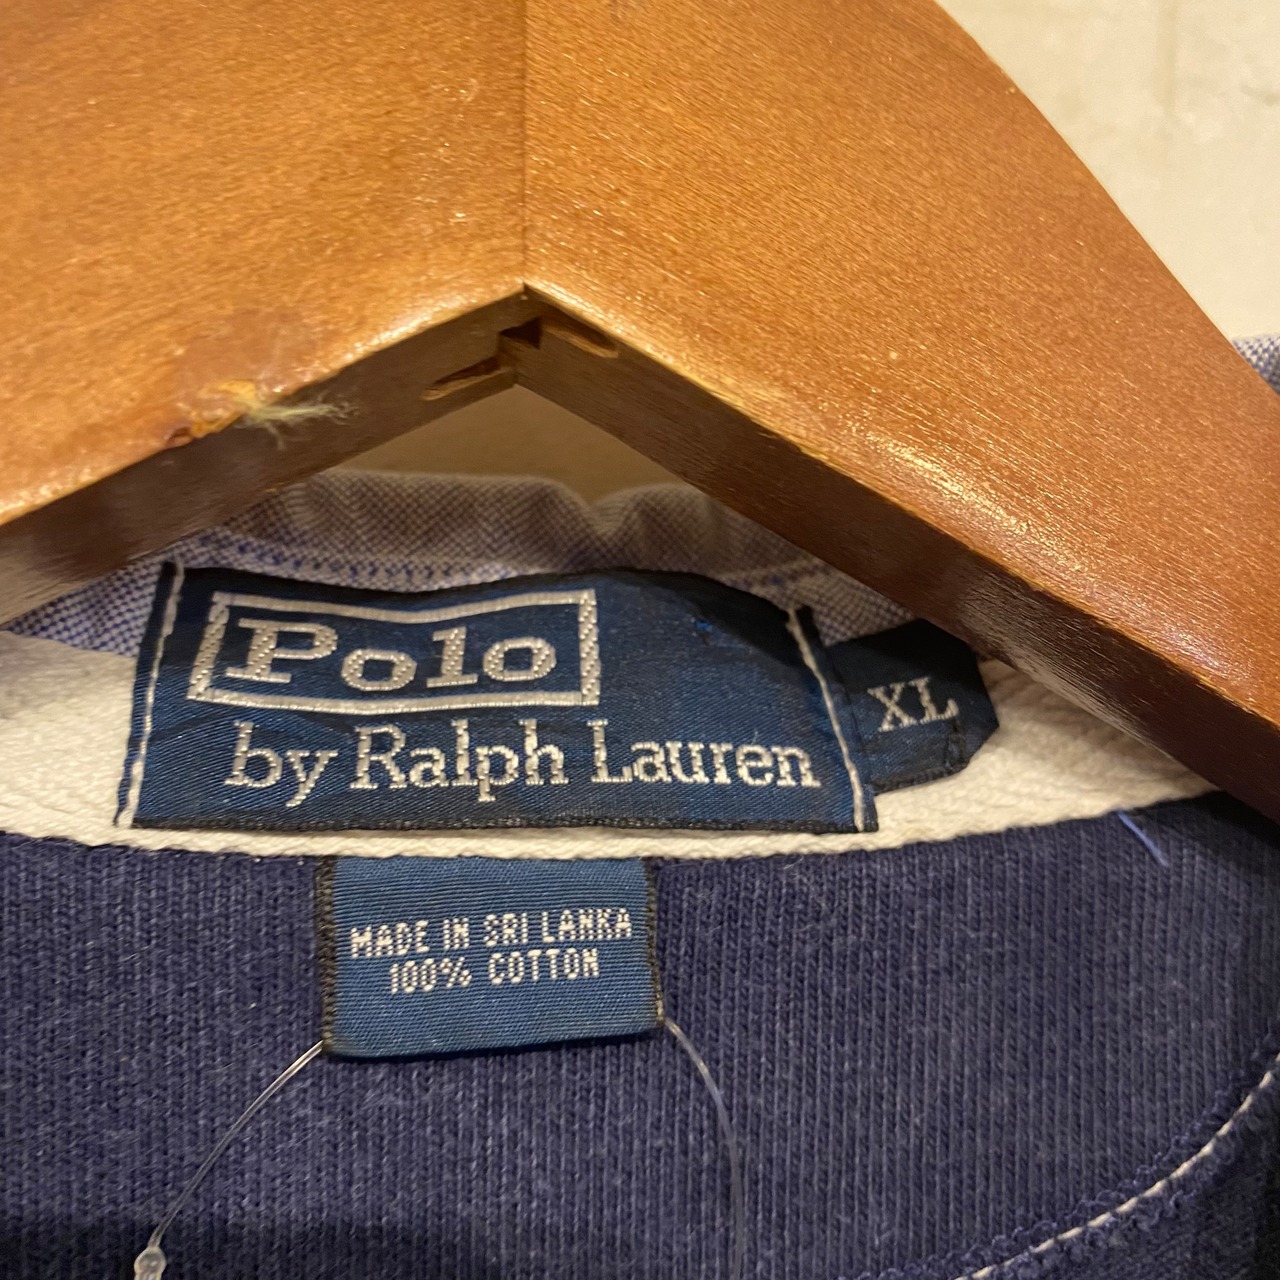 Polo
by Ralph Lauren
XL
MADE IN SRI LANKA
100% COTTON